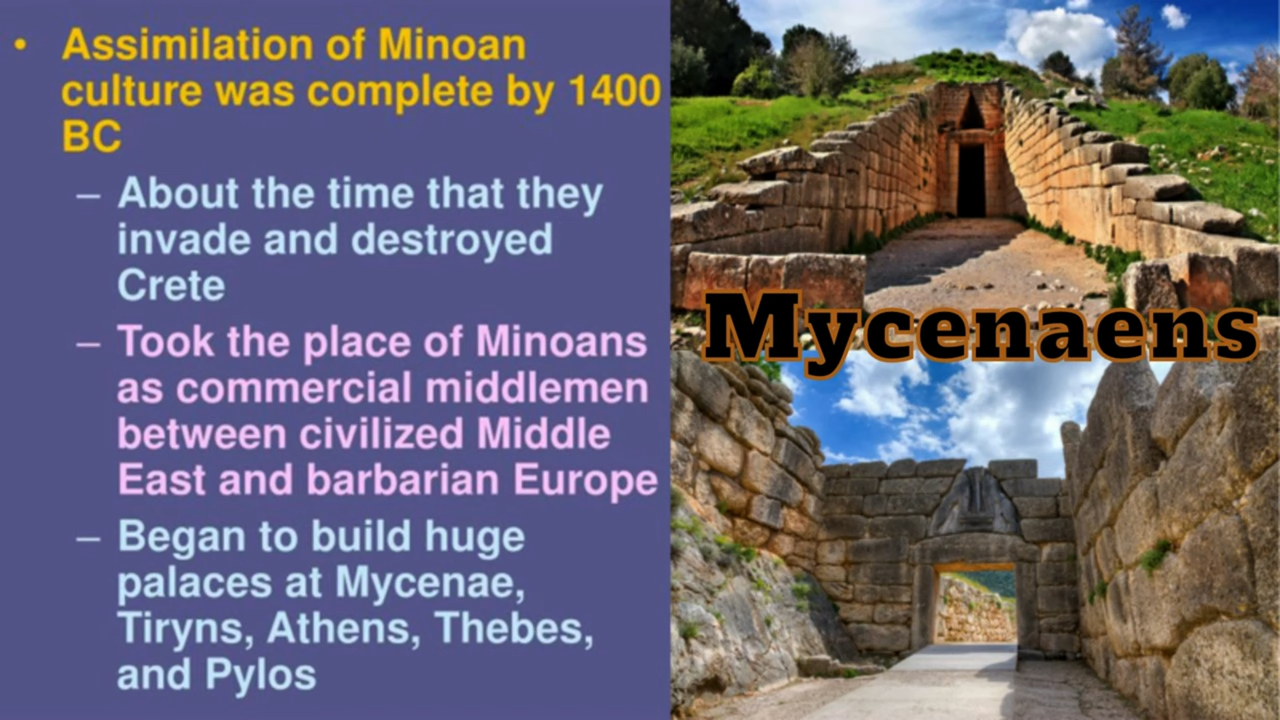 • Assimilation of Minoan
culture was complete by 1400
BC
– About the time that they
invade and destroyed
Crete
– Took the place of Minoans
as commercial middlemen
between civilized Middle
East and barbarian Europe
– Began to build huge
palaces at Mycenae,
Tiryns, Athens, Thebes,
and Pylos
Mycenaens